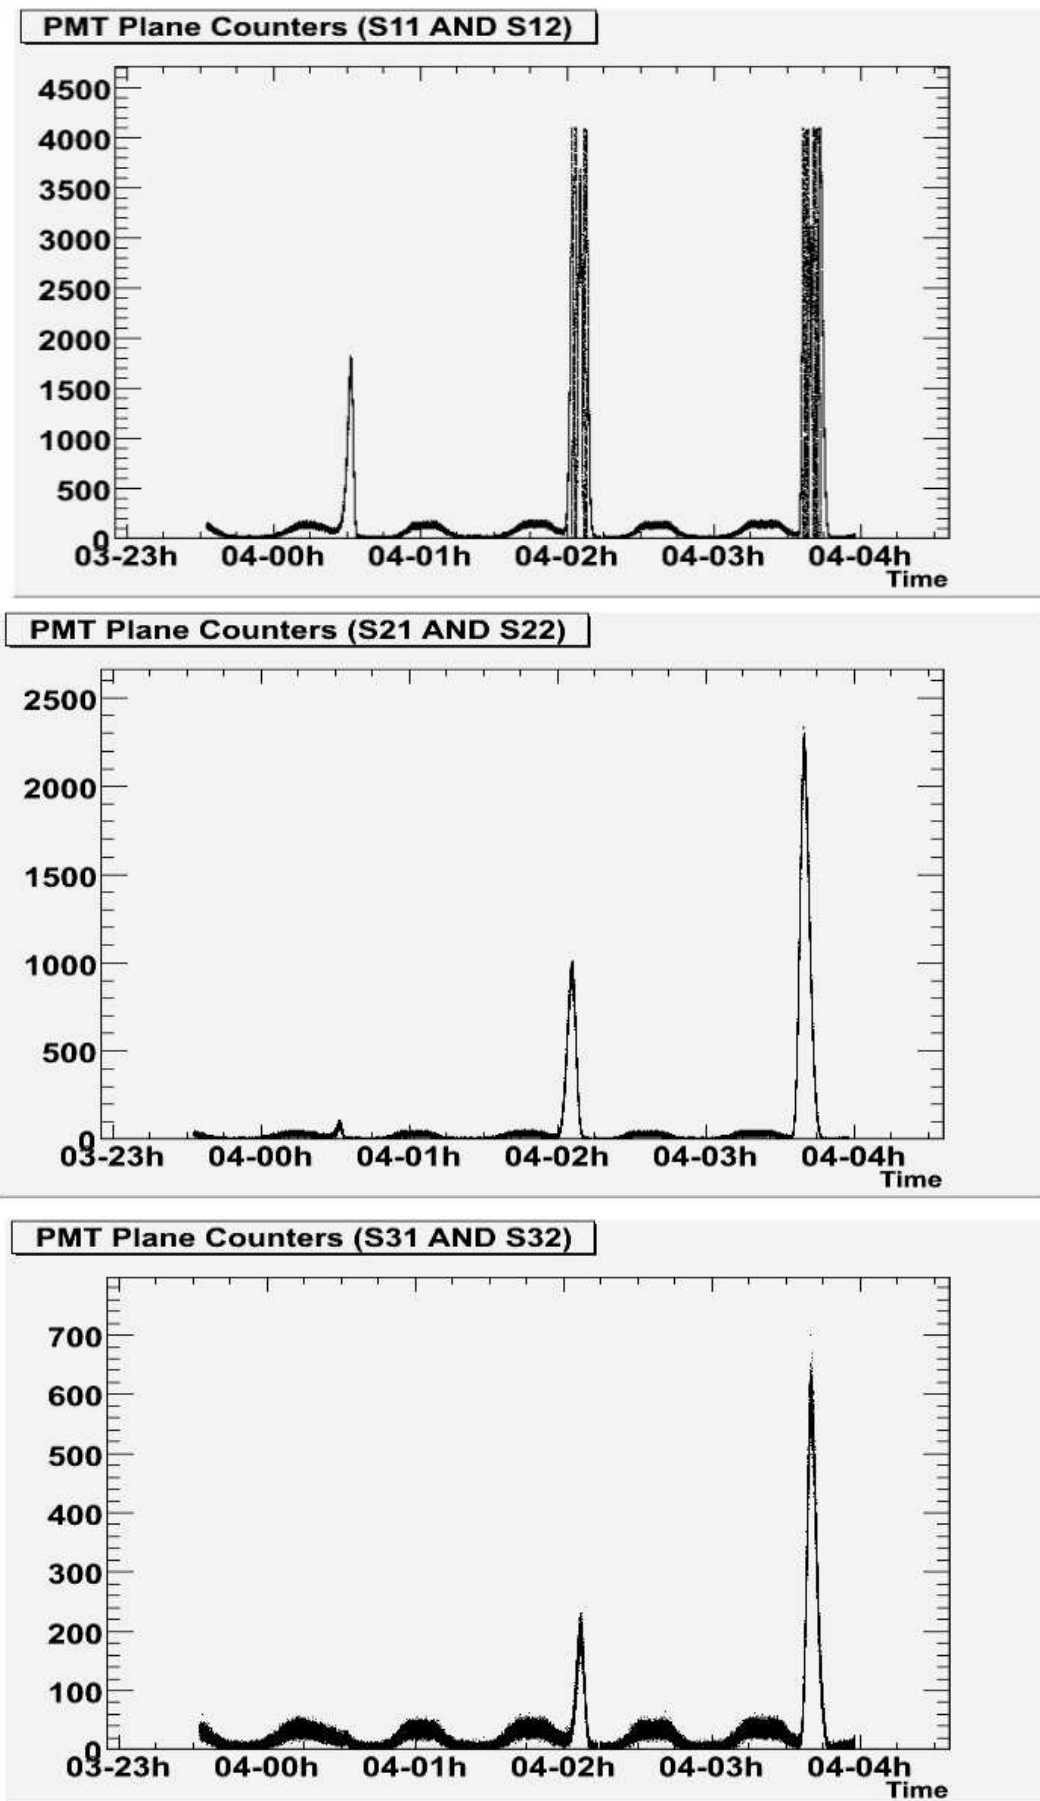 PMT Plane Counters (S11 AND S12)
4500
4000
3500
3000
2500
2000
1500
1000
500
0
03-23h 04-00h 04-01h 04-02h 04-03h 04-04h
Time
PMT Plane Counters (S21 AND S22)
2500
2000
1500
1000
500
0
03-23h 04-00h 04-01h 04-02h 04-03h 04-04h
Time
PMT Plane Counters (S31 AND S32)
700
600
500
400
300
200
100
0
03-23h 04-00h 04-01h 04-02h 04-03h 04-04h
Time